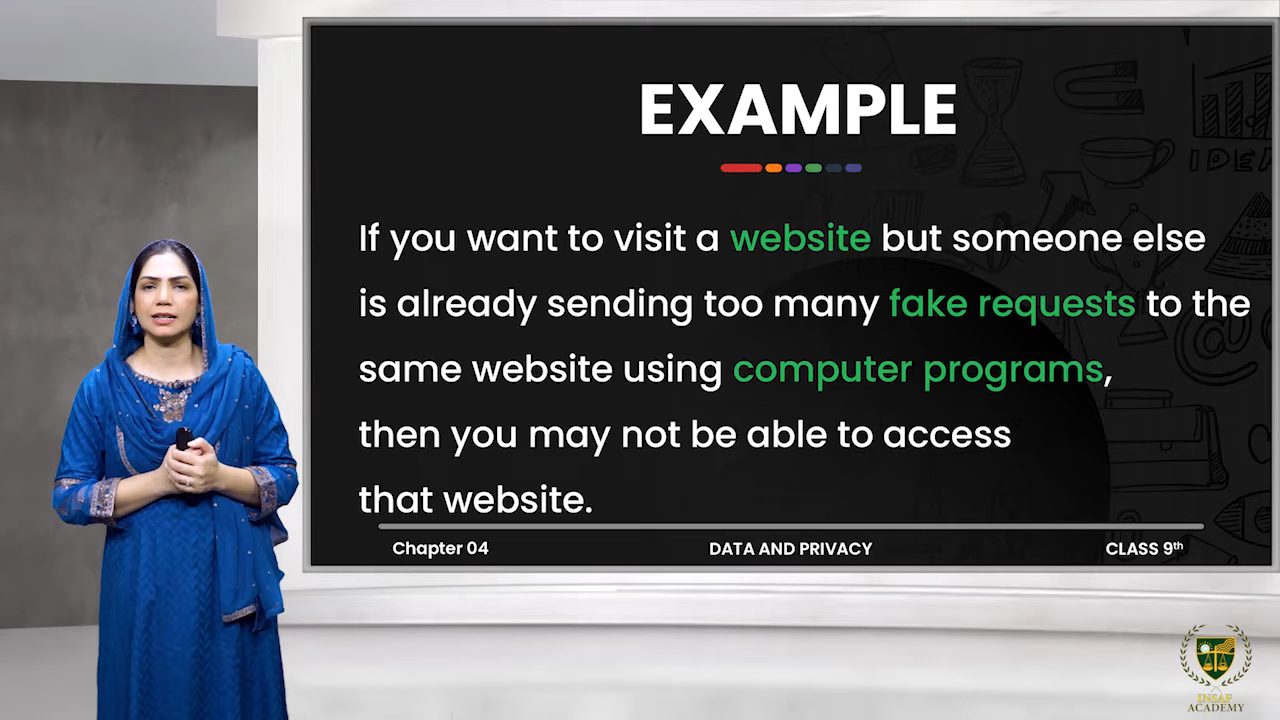 EXAMPLE
If you want to visit a website but someone else
is already sending too many fake requests to the
same website using computer programs,
then you may not be able to access
that website.
Chapter 04
DATA AND PRIVACY
CLASS 9th
IDEA
INSAF
ACADEMY